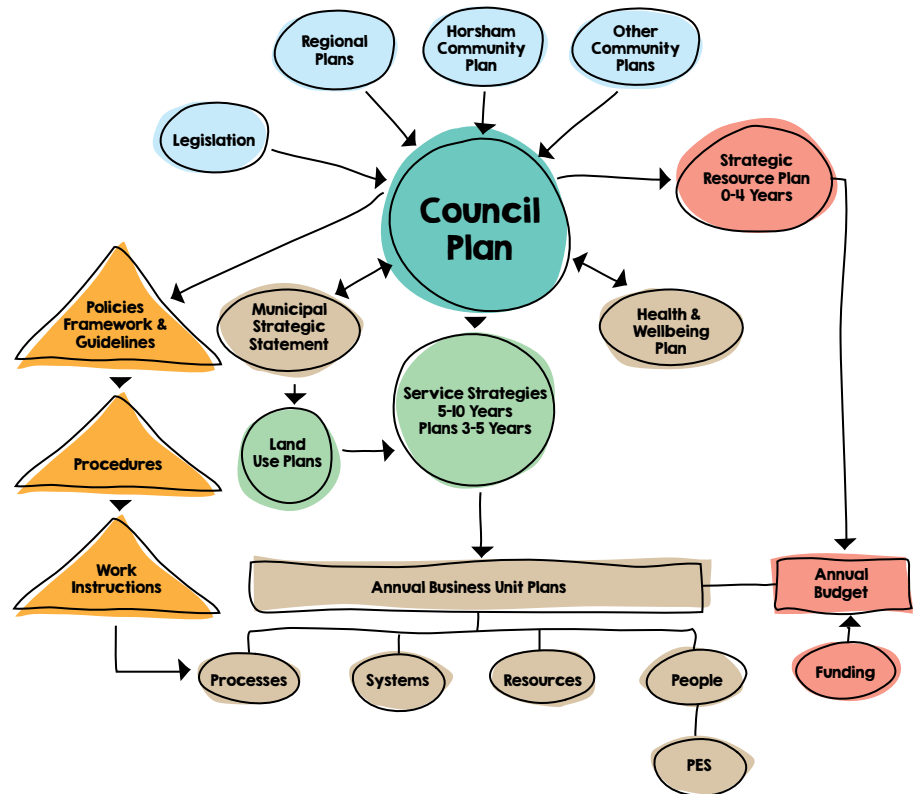 Regional
Plans
Horsham
Community
Plan
Other
Community
Plans
Legislation
Council
Plan
Strategic
Resource Plan
0-4 Years
Policies
Framework &
Guidelines
Municipal
Strategic
Statement
Health &
Wellbeing
Plan
Service Strategies
5-10 Years
Plans 3-5 Years
Land
Use Plans
Procedures
Work
Instructions
Annual Business Unit Plans
Annual
Budget
Processes
Systems
Resources
People
Funding
PES